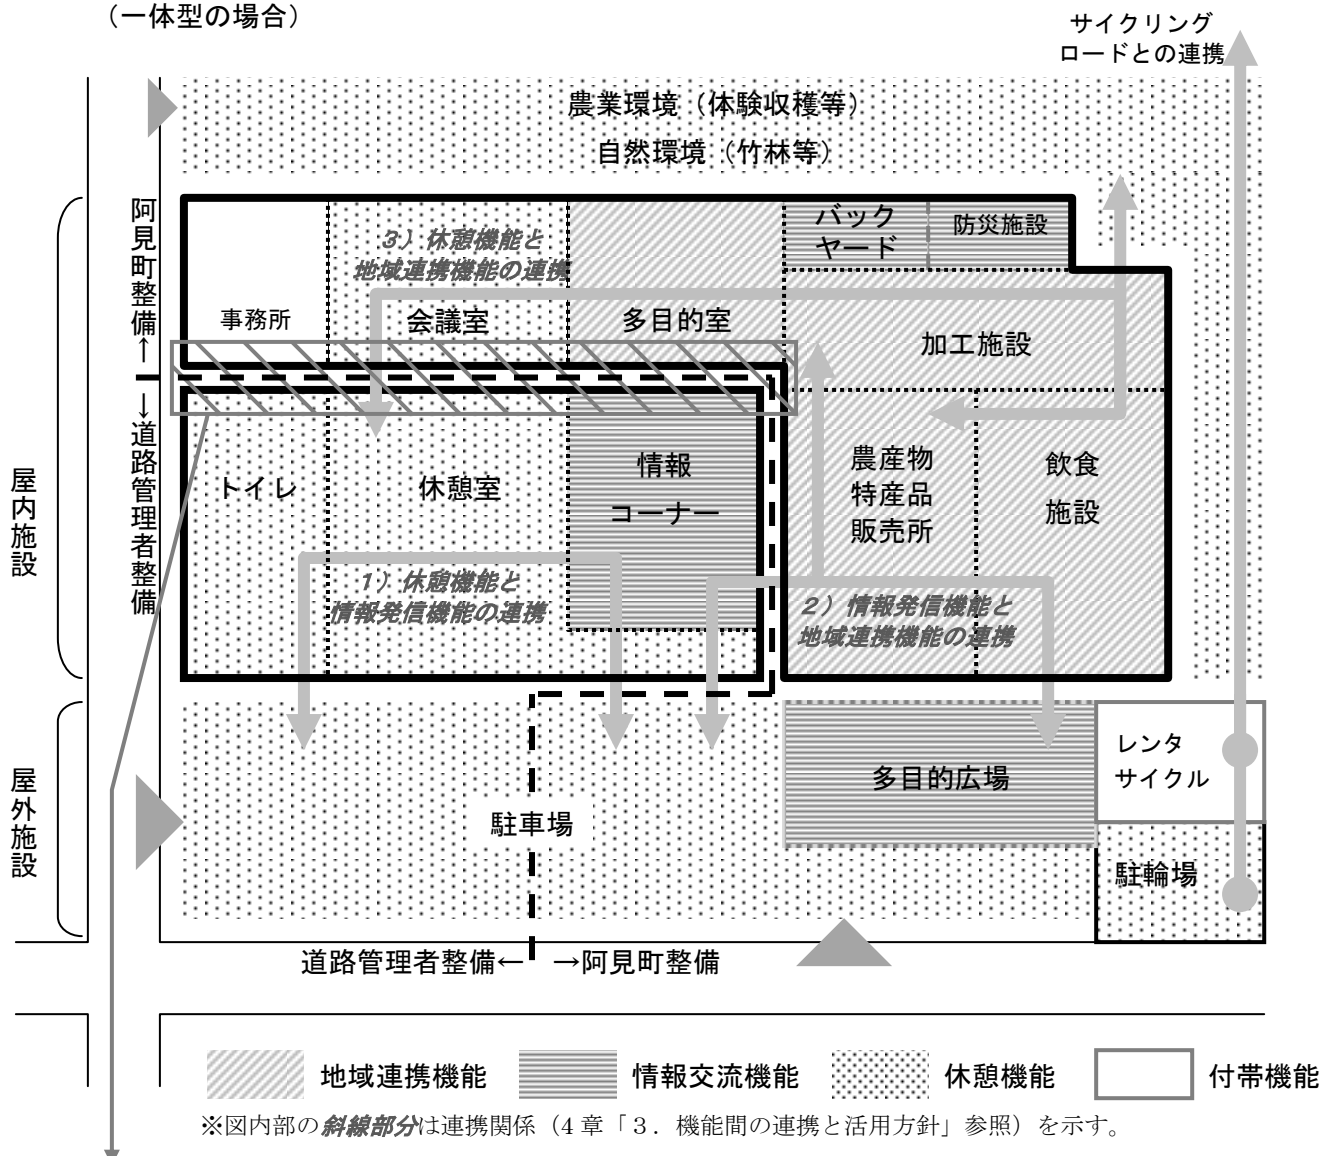 （一体型の場合）
サイクリング
ロードとの連携
農業環境（体験収穫等）
自然環境（竹林等）
阿見町整備←
→道路管理者整備
屋内施設
屋外施設
3）休憩機能と
地域連携機能の連携
事務所
会議室
多目的室
バック
ヤード
防災施設
加工施設
トイレ
休憩室
情報
コーナー
農産物
特産品
販売所
飲食
施設
1）休憩機能と
情報発信機能の連携
2）情報発信機能と
地域連携機能の連携
多目的広場
レンタ
サイクル
駐車場
駐輪場
道路管理者整備← →阿見町整備
地域連携機能 情報交流機能 休憩機能 付帯機能
※図内部の斜線部分は連携関係（4 章「３．機能間の連携と活用方針」参照）を示す。